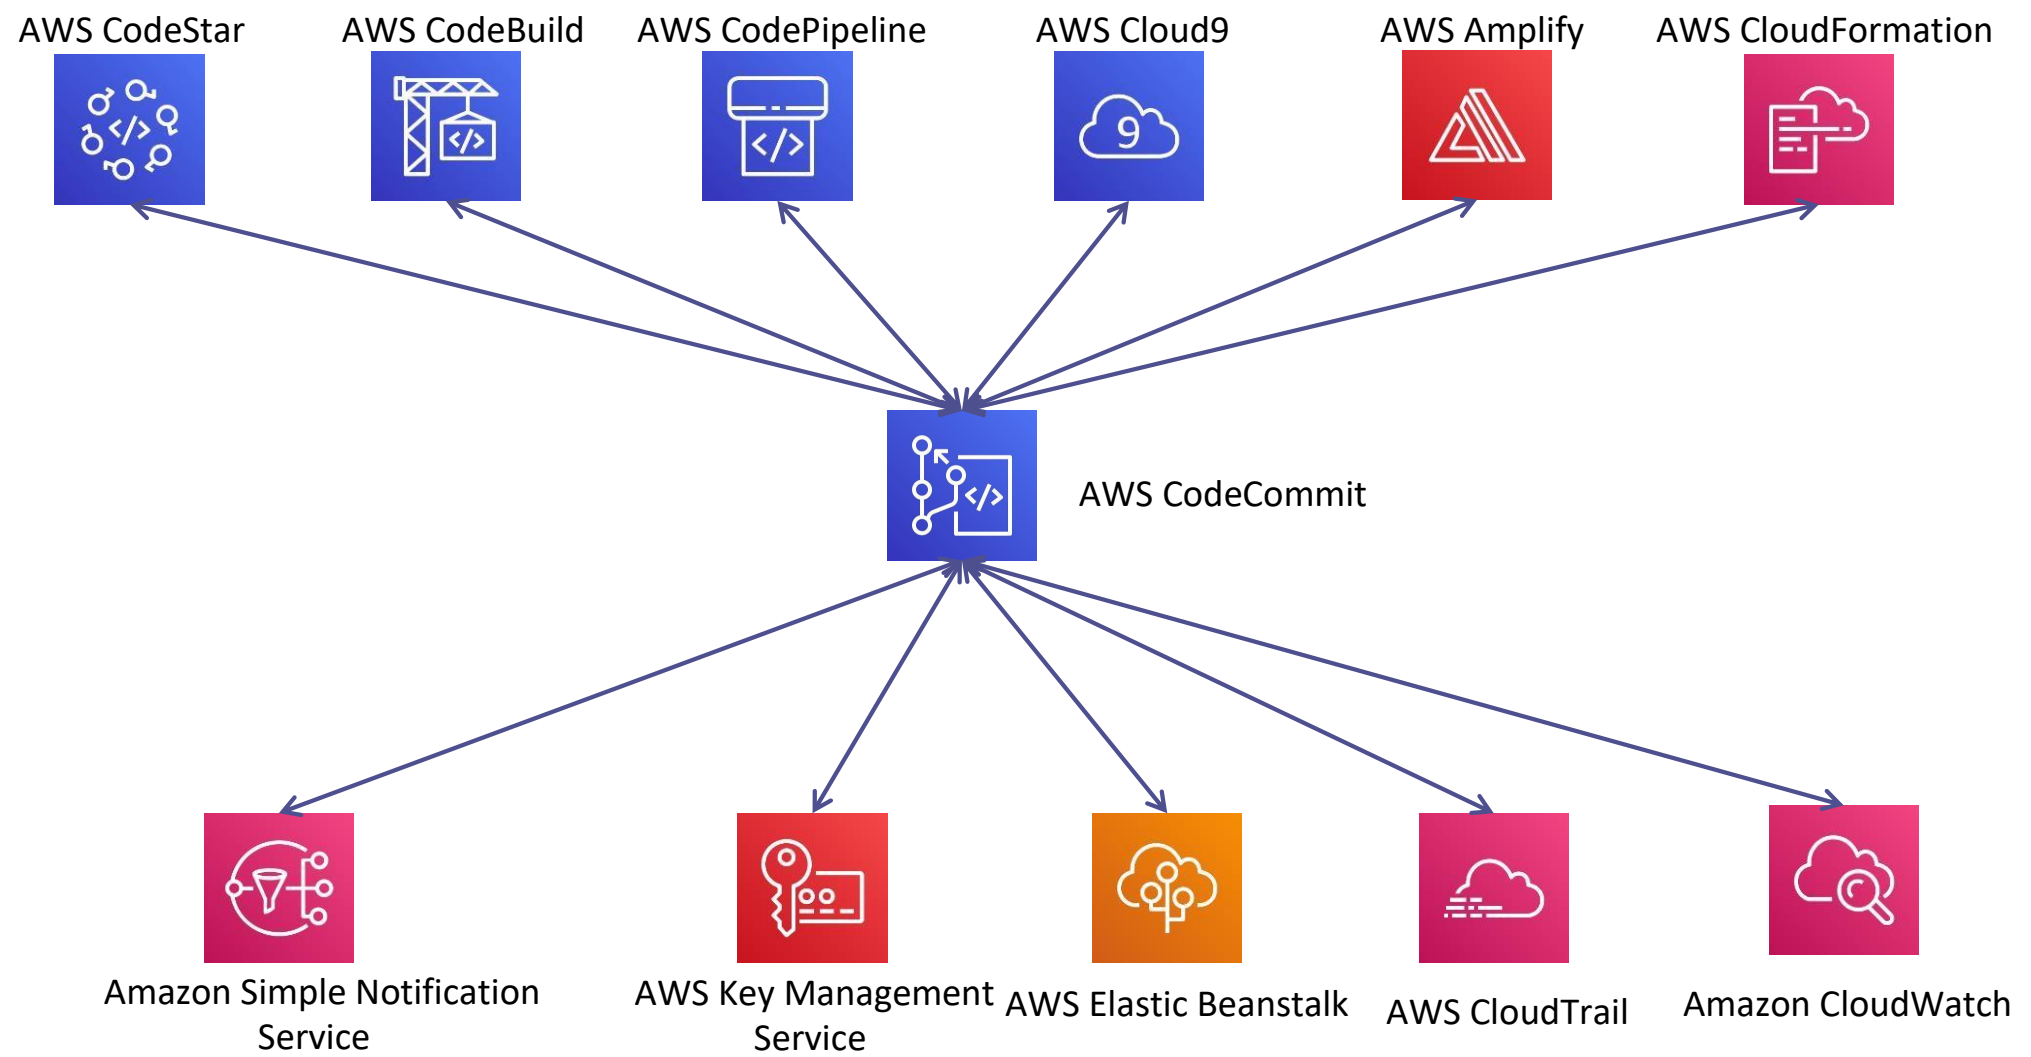 AWS CodeStar
AWS CodeBuild
AWS CodePipeline
AWS Cloud9
AWS Amplify
AWS CloudFormation
</>
</>
</>
9
</>
AWS CodeCommit
Amazon Simple Notification
Service
AWS Key Management
Service
AWS Elastic Beanstalk
AWS CloudTrail
Amazon CloudWatch